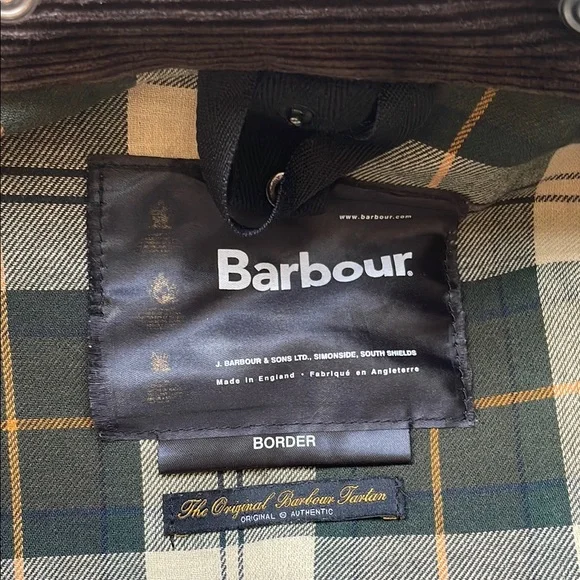 www.barbour.com
Barbour.
J. BARBOUR & SONS LTD., SIMONSIDE, SOUTH SHIELDS
Made in England • Fabriqué en Angleterre
BORDER
The Original Barbour Tartan
ORIGINAL AUTHENTIC